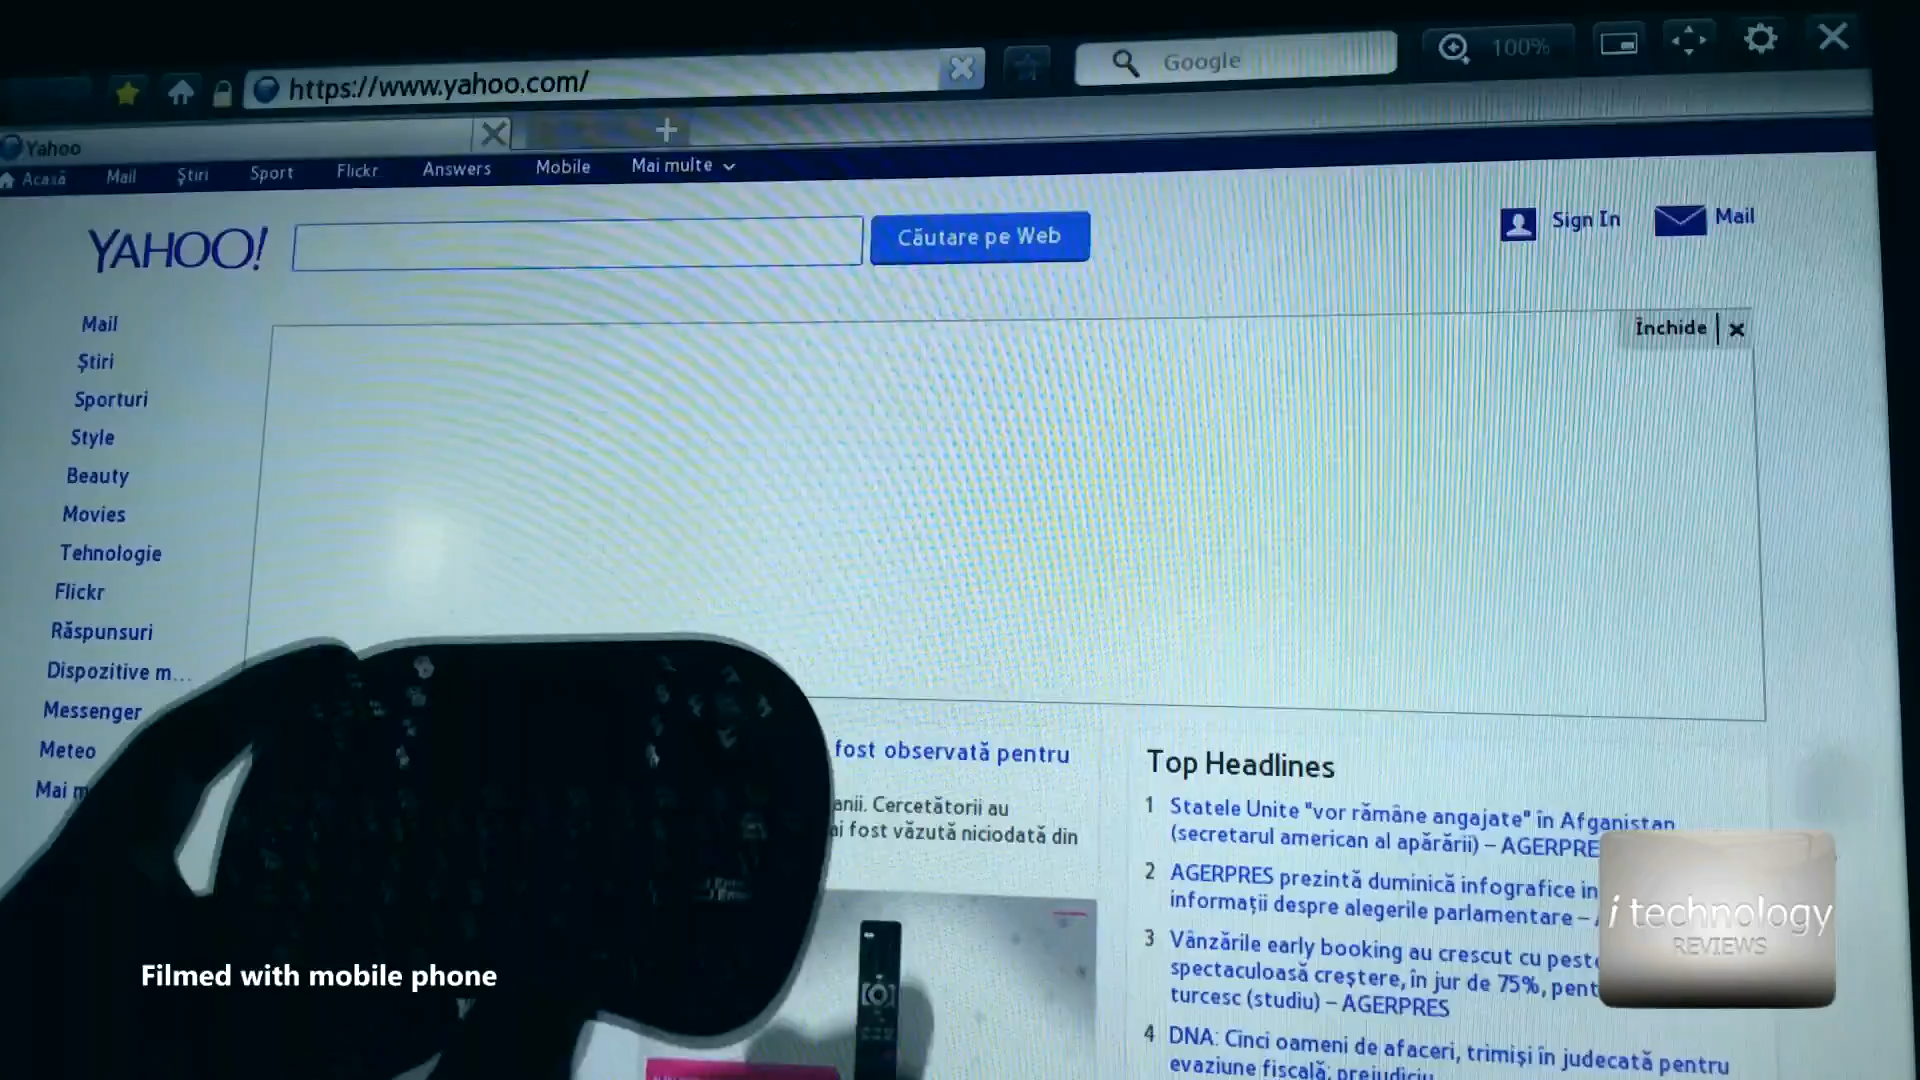 https://www.yahoo.com/
Google
100%
Yahoo
Acasă Mail Știri Sport Flickr Answers Mobile Mai multe
YAHOO!
Căutare pe Web
Sign In
Mail
Închide
Mail
Știri
Sporturi
Style
Beauty
Movies
Tehnologie
Flickr
Răspunsuri
Dispozitive m...
Messenger
Meteo
Mai m
fost observată pentru
anii. Cercetătorii au
ai fost văzută niciodată din
Top Headlines
1 Statele Unite "vor rămâne angajate" în Afganistan
(secretarul american al apărării) – AGERPRE
2 AGERPRES prezintă duminică infografice in
informații despre alegerile parlamentare –
3 Vânzările early booking au crescut cu peste
spectaculoasă creștere, în jur de 75%, pent
turcesc (studiu) – AGERPRES
4 DNA: Cinci oameni de afaceri, trimiși în judecată pentru
evaziune fiscală; prejudiciu
i technology
REVIEWS
Filmed with mobile phone